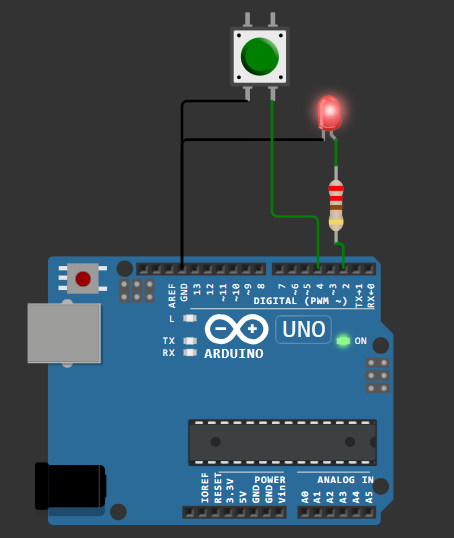 AREF
GND
13
12
~11
~10
~9
8
7
~6
~5
4
~3
2
TX→1
RX←0
DIGITAL (PWM ~)
L
TX
RX
UNO
ARDUINO
ON
IOREF
RESET
3.3V
5V
GND
GND
Vin
POWER
ANALOG IN
A0
A1
A2
A3
A4
A5